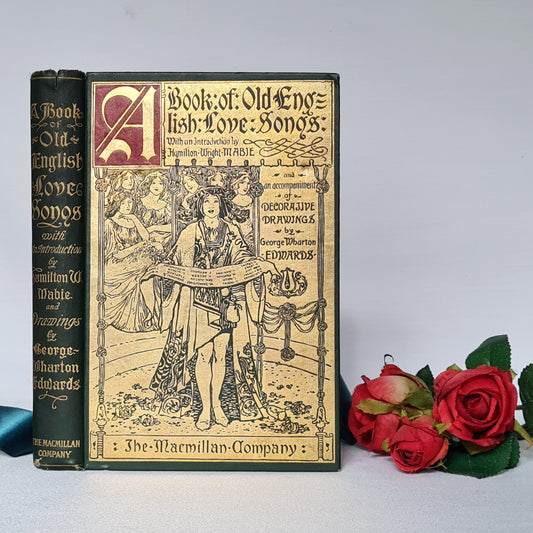 A Book
of
Old
English
Love
Songs
with
An Introduction
by
Hamilton W.
Mabie
and
Drawings
by
George
Wharton
Edwards
THE MACMILLAN
COMPANY
A
Book:of:Old Eng=
lish:Love:Songs:
With an Introdvction by
Hamilton·Wright·MABIE
and
an accompaniment
of
DECORATIVE
DRAWINGS
by
George Wharton
EDWARDS·
:The·Macmillan·Company: